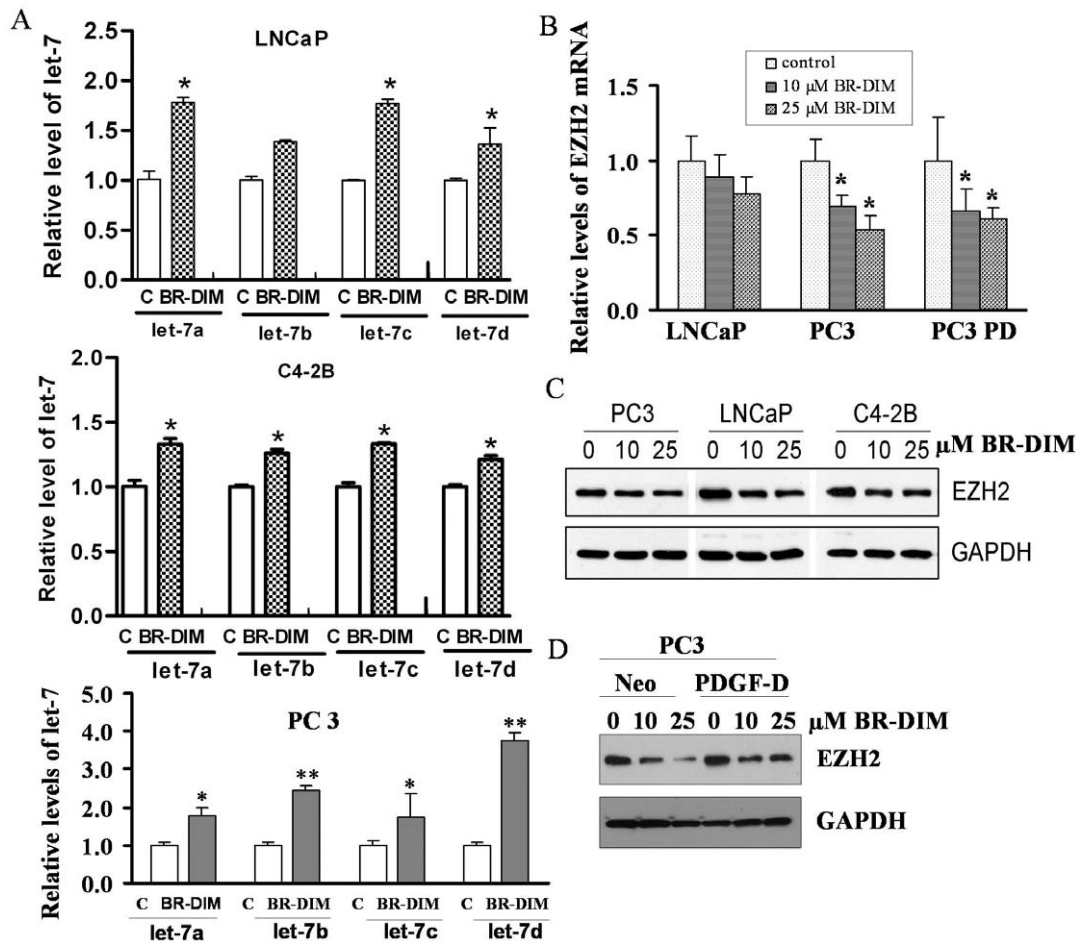 A
LNCaP
Relative level of let-7
2.5
2.0
1.5
1.0
0.5
0.0
* * *
C BR-DIM C BR-DIM C BR-DIM C BR-DIM
let-7a let-7b let-7c let-7d
C4-2B
Relative level of let-7
2.0
1.5
1.0
0.5
0.0
* * * *
C BR-DIM C BR-DIM C BR-DIM C BR-DIM
let-7a let-7b let-7c let-7d
PC 3
Relative levels of let-7
5.0
4.0
3.0
2.0
1.0
0.0
* ** * **
C BR-DIM C BR-DIM C BR-DIM C BR-DIM
let-7a let-7b let-7c let-7d
B
Relative levels of EZH2 mRNA
control
10 μM BR-DIM
25 μM BR-DIM
1.5
1.0
0.5
0.0
* * * *
LNCaP PC3 PC3 PD
C
PC3 LNCaP C4-2B
0 10 25 0 10 25 0 10 25 μM BR-DIM
EZH2
GAPDH
D
PC3
Neo PDGF-D
0 10 25 0 10 25 μM BR-DIM
EZH2
GAPDH